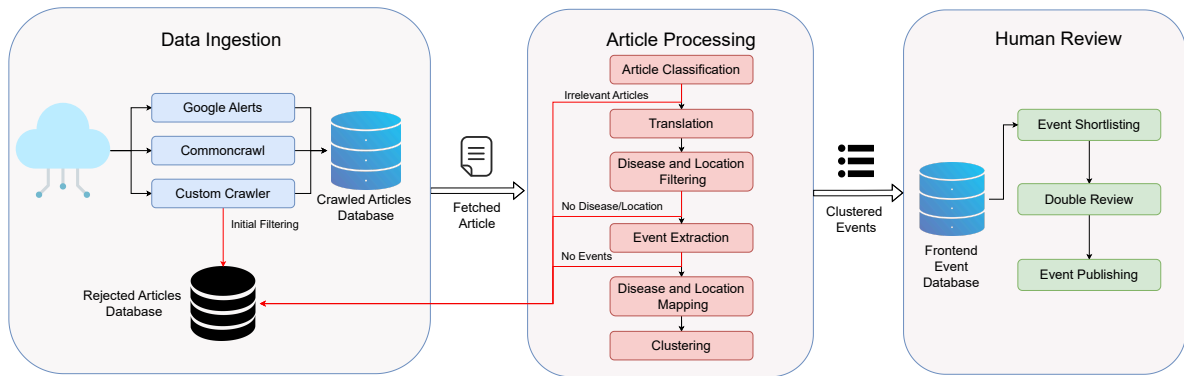 Data Ingestion
Google Alerts
Commoncrawl
Custom Crawler
Crawled Articles
Database
Initial Filtering
Rejected Articles
Database
Fetched
Article
Article Processing
Article Classification
Irrelevant Articles
Translation
Disease and Location
Filtering
No Disease/Location
Event Extraction
No Events
Disease and Location
Mapping
Clustering
Clustered
Events
Human Review
Event Shortlisting
Double Review
Event Publishing
Frontend
Event
Database